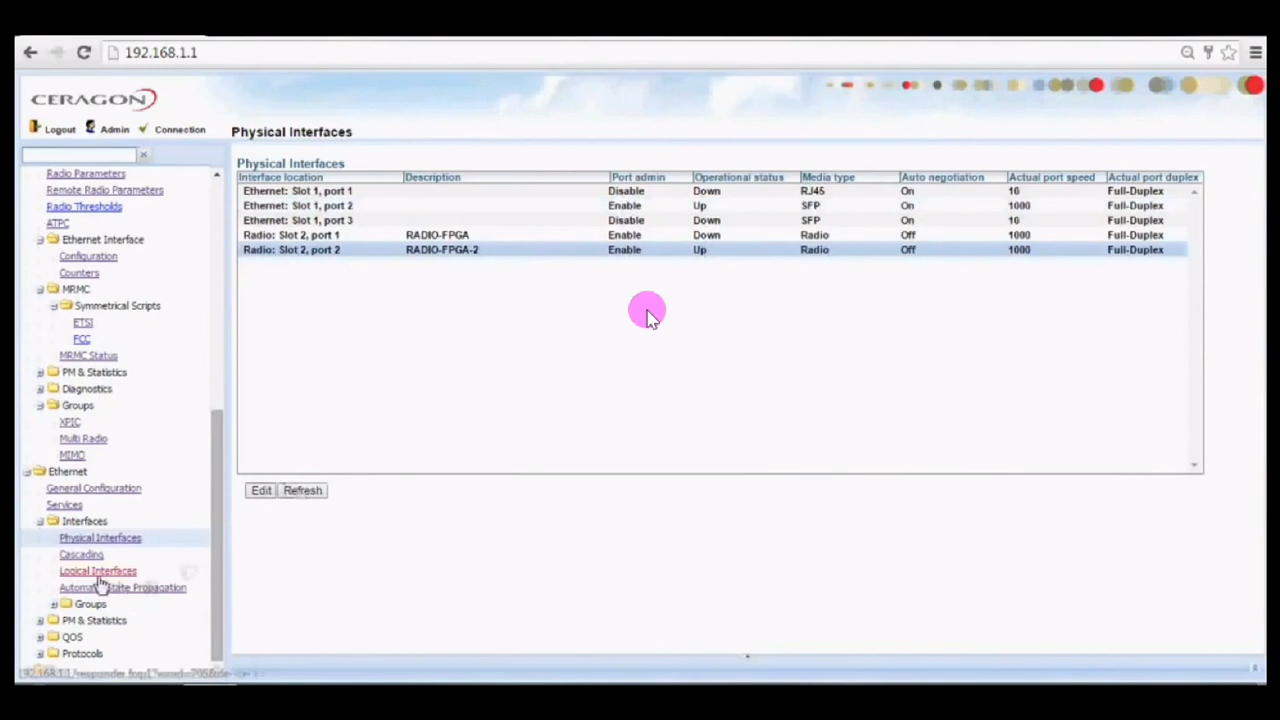 192.168.1.1
CERAGON
Logout Admin Connection
Physical Interfaces
Radio Parameters
Remote Radio Parameters
Radio Thresholds
ATPC
Ethernet Interface
Configuration
Counters
MRMC
Symmetrical Scripts
ETSI
FCC
MRMC Status
PM & Statistics
Diagnostics
Groups
XPIC
Multi Radio
MIMO
Ethernet
General Configuration
Services
Interfaces
Physical Interfaces
Cascading
Logical Interfaces
State Propagation
Groups
PM & Statistics
QOS
Protocols
Physical Interfaces
Interface location Description Port admin Operational status Media type Auto negotiation Actual port speed Actual port duplex
Ethernet: Slot 1, port 1 Disable Down RJ45 On 10 Full-Duplex
Ethernet: Slot 1, port 2 Enable Up SFP On 1000 Full-Duplex
Ethernet: Slot 1, port 3 Disable Down SFP On 10 Full-Duplex
Radio: Slot 2, port 1 RADIO-FPGA Enable Down Radio Off 1000 Full-Duplex
Radio: Slot 2, port 2 RADIO-FPGA-2 Enable Up Radio Off 1000 Full-Duplex
Edit Refresh